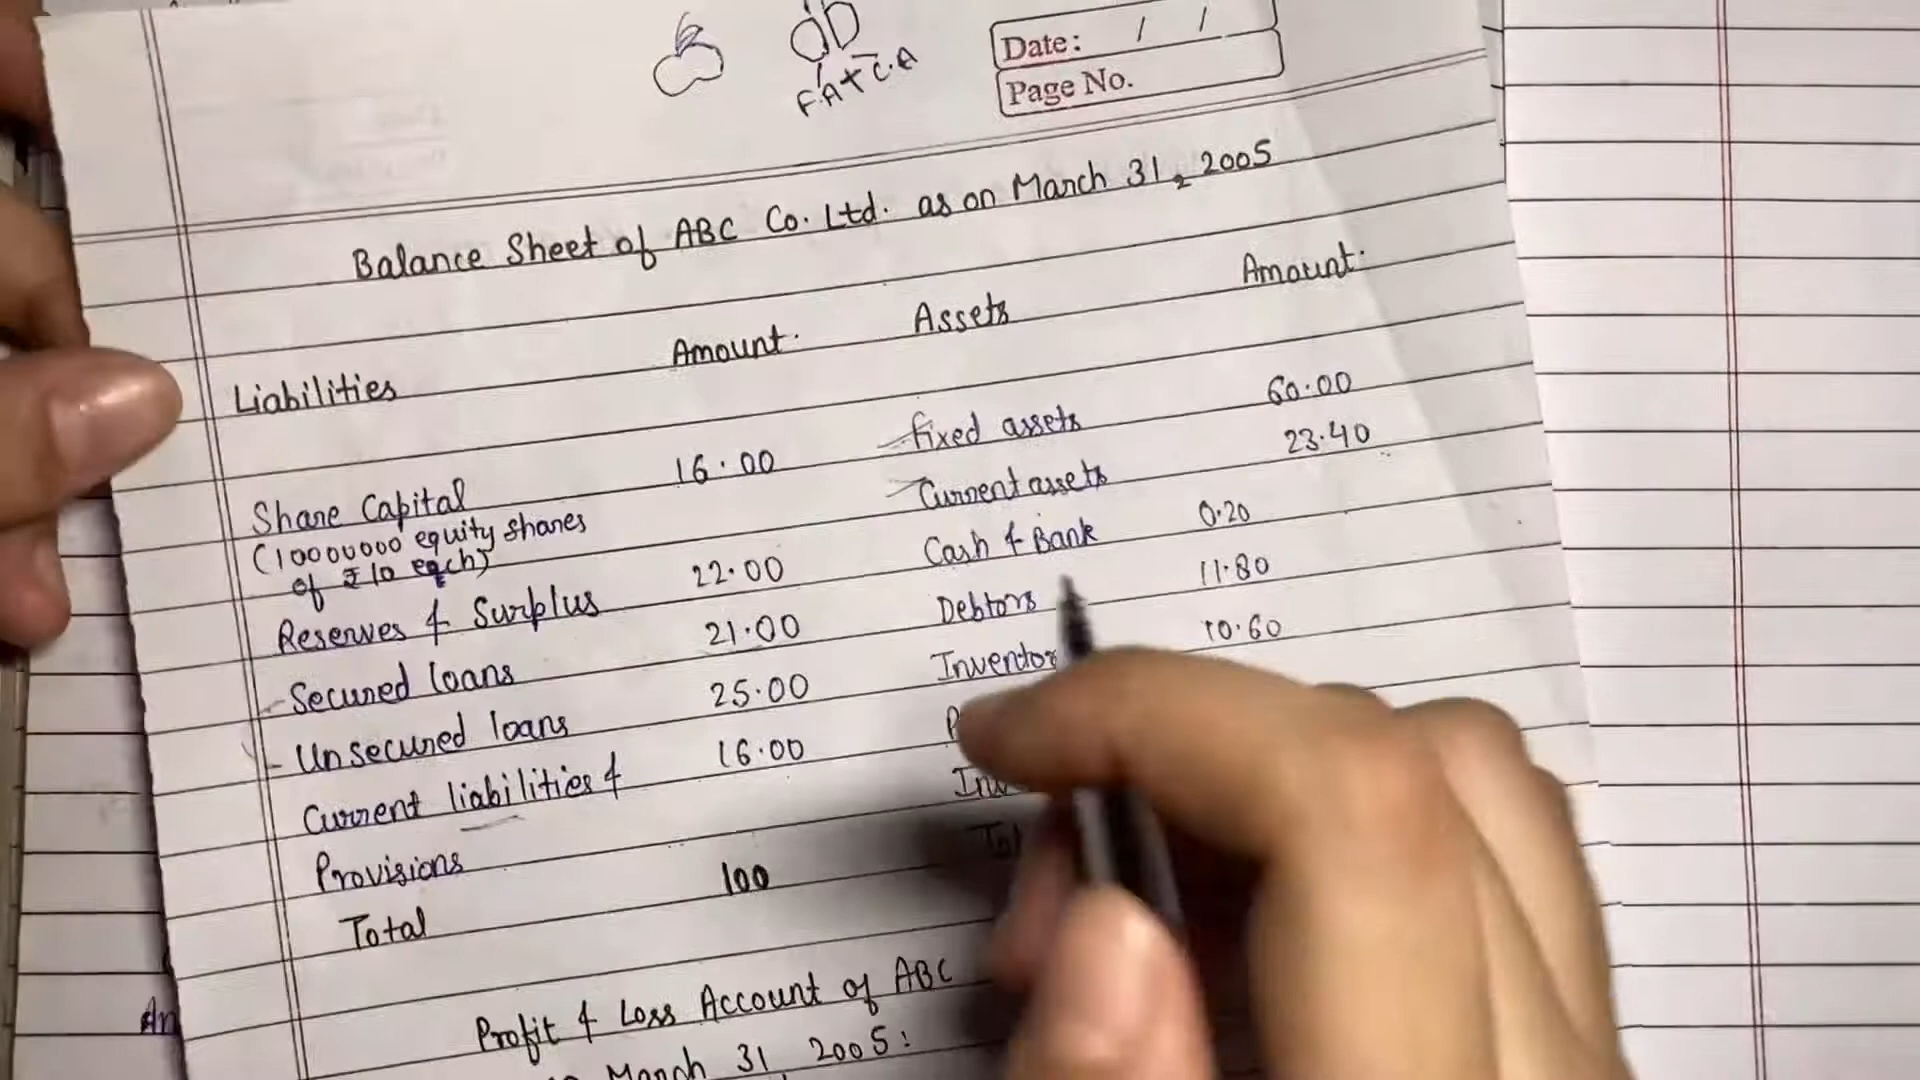 F.A + C.A
Date: / /
Page No.
Balance Sheet of ABC Co. Ltd. as on March 31, 2005
Liabilities Amount. Assets Amount.
Share Capital 16.00 fixed assets 60.00
(10000000 equity shares Current assets 23.40
of ₹10 each)
Reserves & Surplus 22.00 Cash & Bank 0.20
Secured loans 21.00 Debtors 11.80
Unsecured loans 25.00 10.60
Current liabilities & 16.00
Provisions
Total 100
Profit & Loss Account of ABC
March 31, 2005: